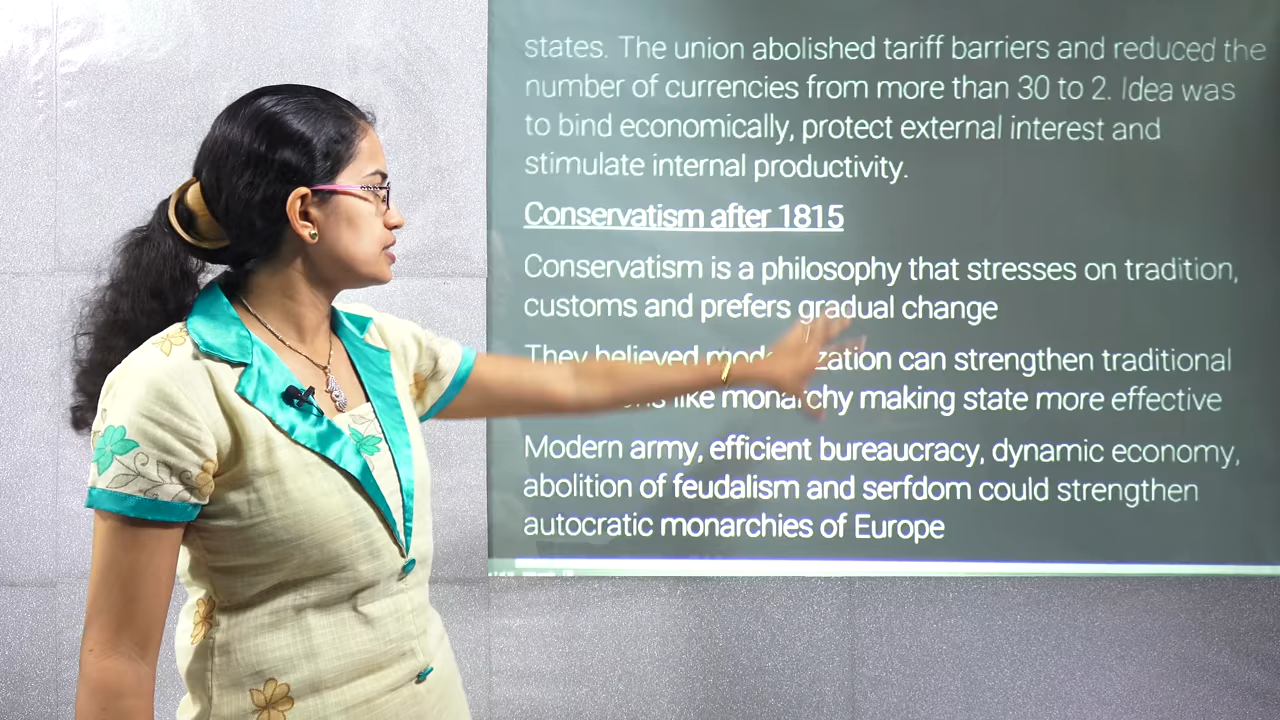 states. The union abolished tariff barriers and reduced the
number of currencies from more than 30 to 2. Idea was
to bind economically, protect external interest and
stimulate internal productivity.
Conservatism after 1815
Conservatism is a philosophy that stresses on tradition,
customs and prefers gradual change
They believed can strengthen traditional
like monarchy making state more effective
Modern army, efficient bureaucracy, dynamic economy,
abolition of feudalism and serfdom could strengthen
autocratic monarchies of Europe